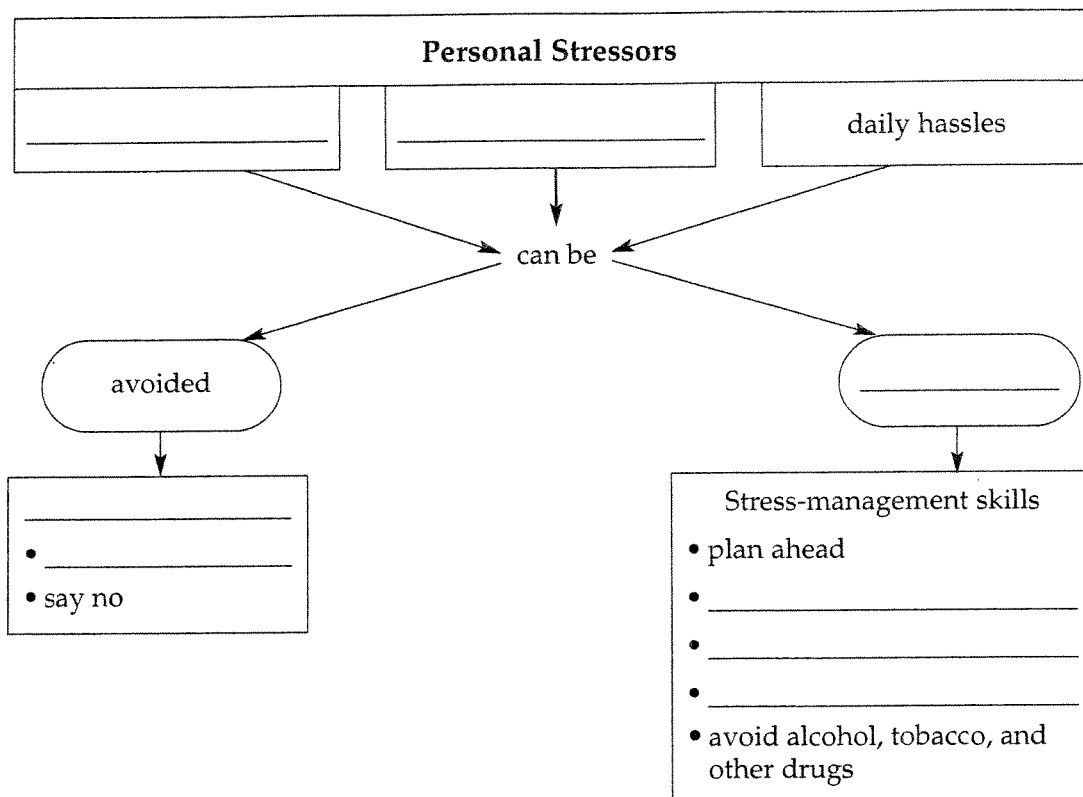 Personal Stressors
daily hassles
can be
avoided
• say no
Stress-management skills
• plan ahead
•
•
•
• avoid alcohol, tobacco, and
other drugs